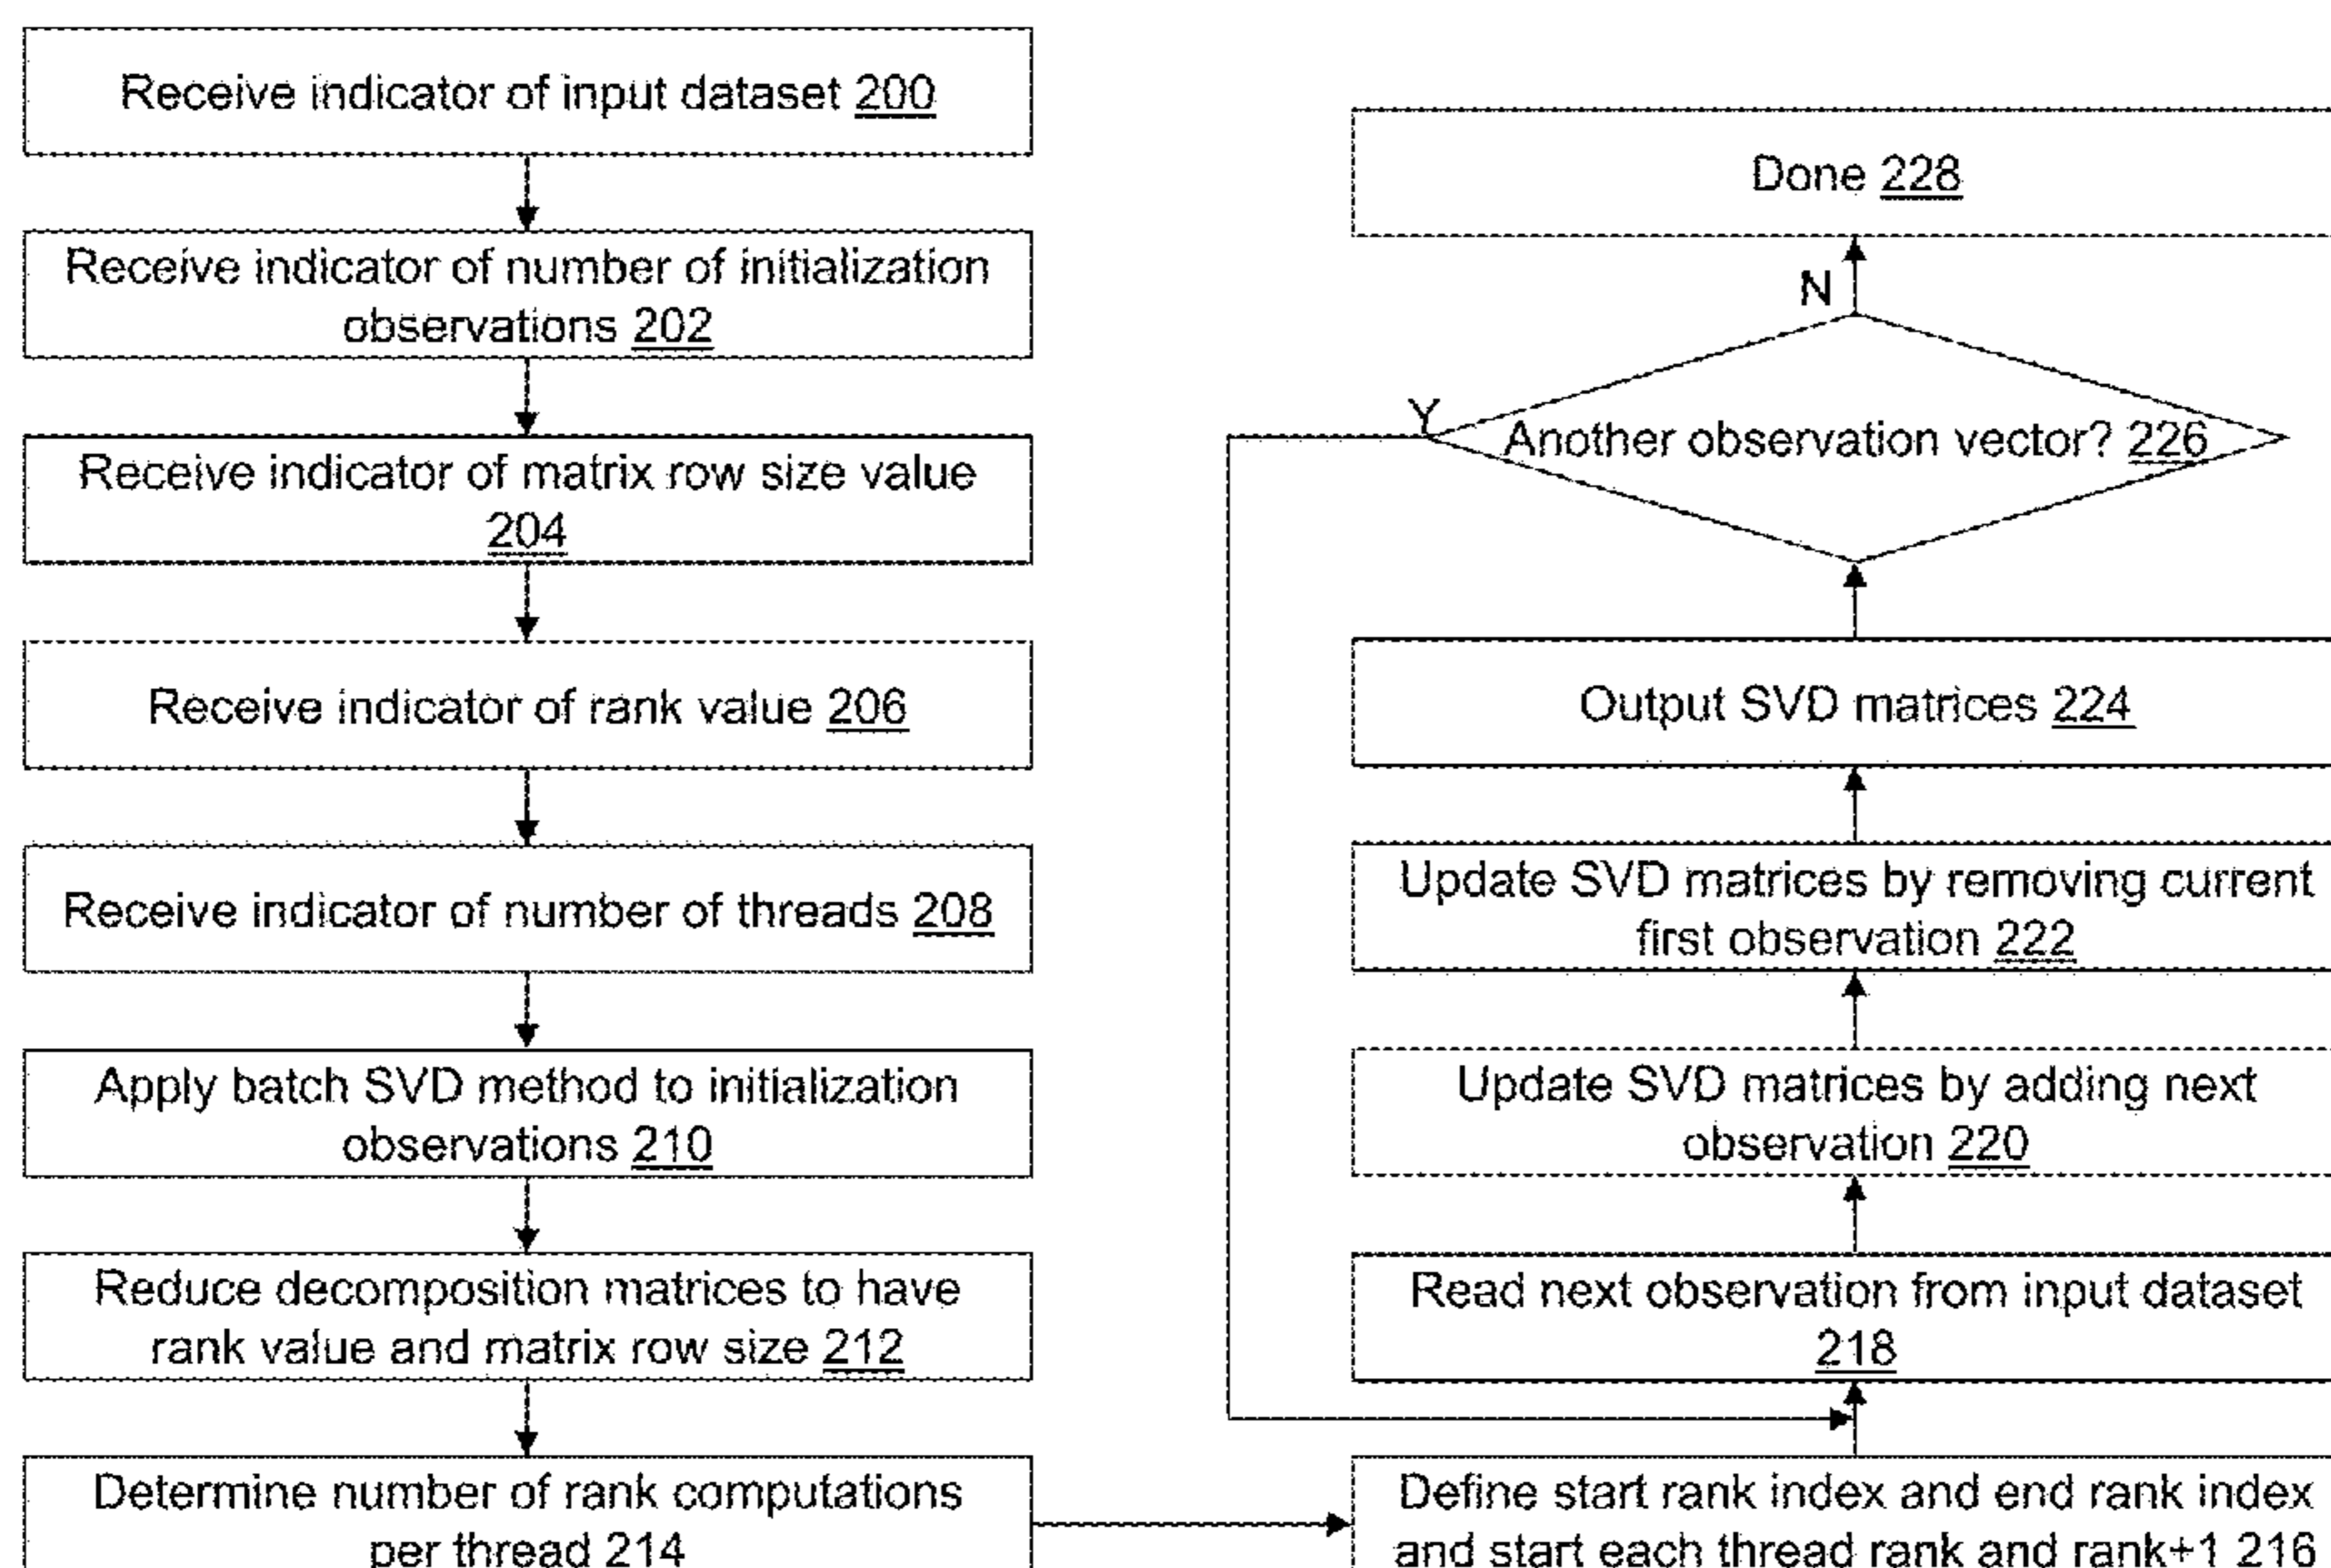 Receive indicator of input dataset 200
Receive indicator of number of initialization
observations 202
Receive indicator of matrix row size value
204
Receive indicator of rank value 206
Receive indicator of number of threads 208
Apply batch SVD method to initialization
observations 210
Reduce decomposition matrices to have
rank value and matrix row size 212
Determine number of rank computations
per thread 214
Done 228
N
Y
Another observation vector? 226
Output SVD matrices 224
Update SVD matrices by removing current
first observation 222
Update SVD matrices by adding next
observation 220
Read next observation from input dataset
218
Define start rank index and end rank index
and start each thread rank and rank+1 216